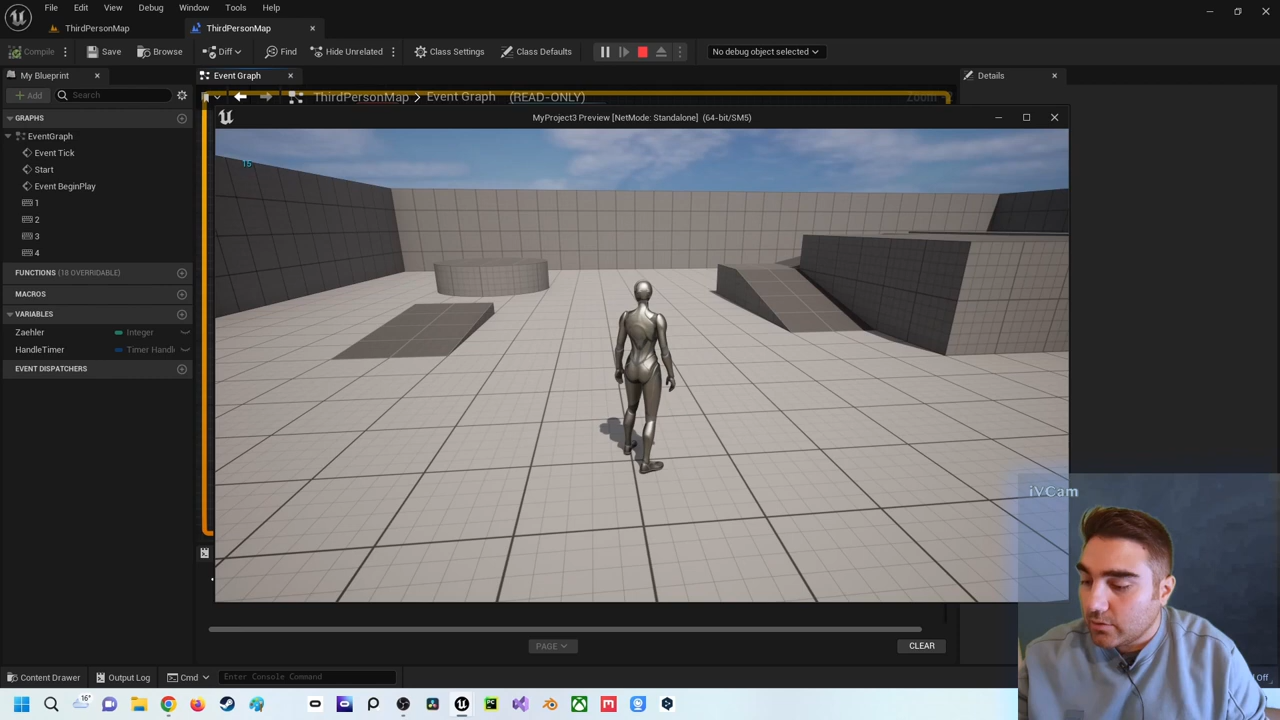 File Edit View Debug Window Tools Help
ThirdPersonMap ThirdPersonMap
Compile Save Browse Diff Find Hide Unrelated Class Settings Class Defaults No debug object selected
My Blueprint Event Graph Details
+ Add Search
ThirdPersonMap > Event Graph (READ-ONLY) Zoom
GRAPHS
MyProject3 Preview [NetMode: Standalone] (64-bit/SM5)
EventGraph
Event Tick
15
Start
Event BeginPlay
1
2
3
4
FUNCTIONS (18 OVERRIDABLE)
MACROS
VARIABLES
Zaehler Integer
HandleTimer Timer Handl
EVENT DISPATCHERS
iVCam
PAGE CLEAR
Content Drawer Output Log Cmd Enter Console Command Off
16°